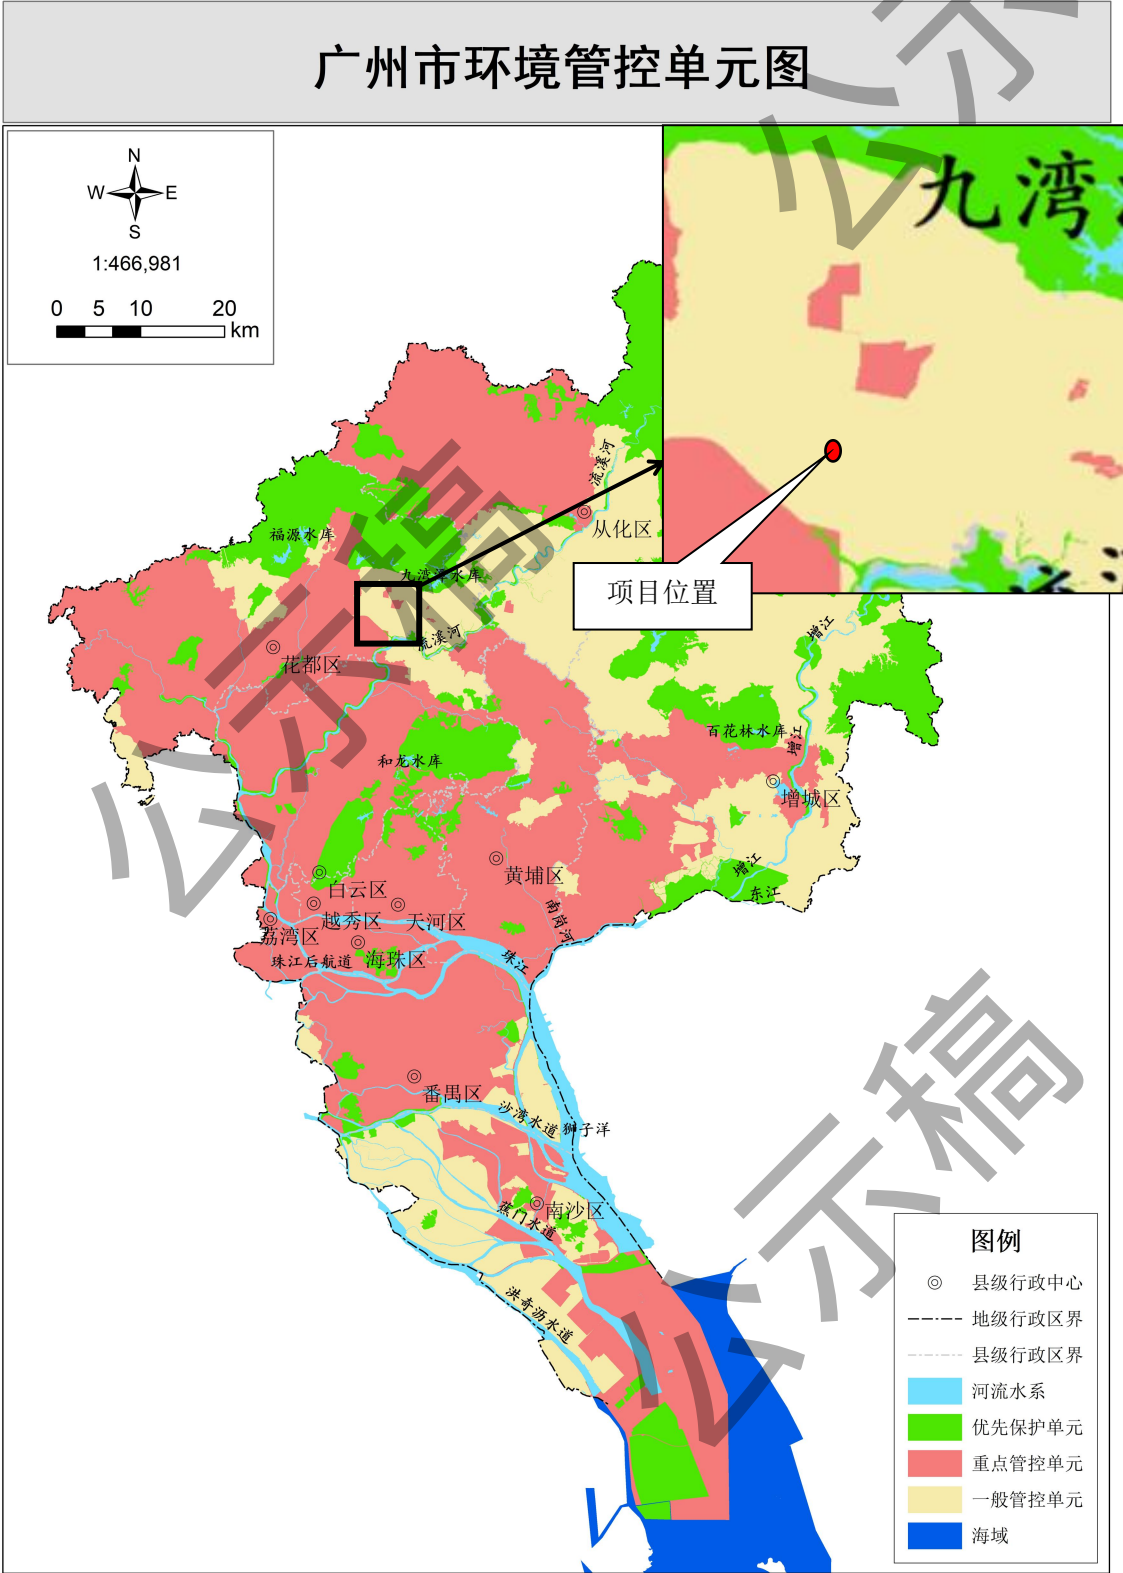 广州市环境管控单元图
N
W E
S
1:466,981
0 5 10 20
km
九湾
流溪河
从化区
福源水库
九湾潭水库
项目位置
流溪河
花都区
增江
百花林水库
增江
和龙水库
增城区
黄埔区
增江
东江
白云区
越秀区
天河区
南岗河
荔湾区
海珠区
珠江后航道
珠江
番禺区
沙湾水道
狮子洋
南沙区
蕉门水道
洪奇沥水道
图例
县级行政中心
地级行政区界
县级行政区界
河流水系
优先保护单元
重点管控单元
一般管控单元
海域
公示稿
公示稿
公示